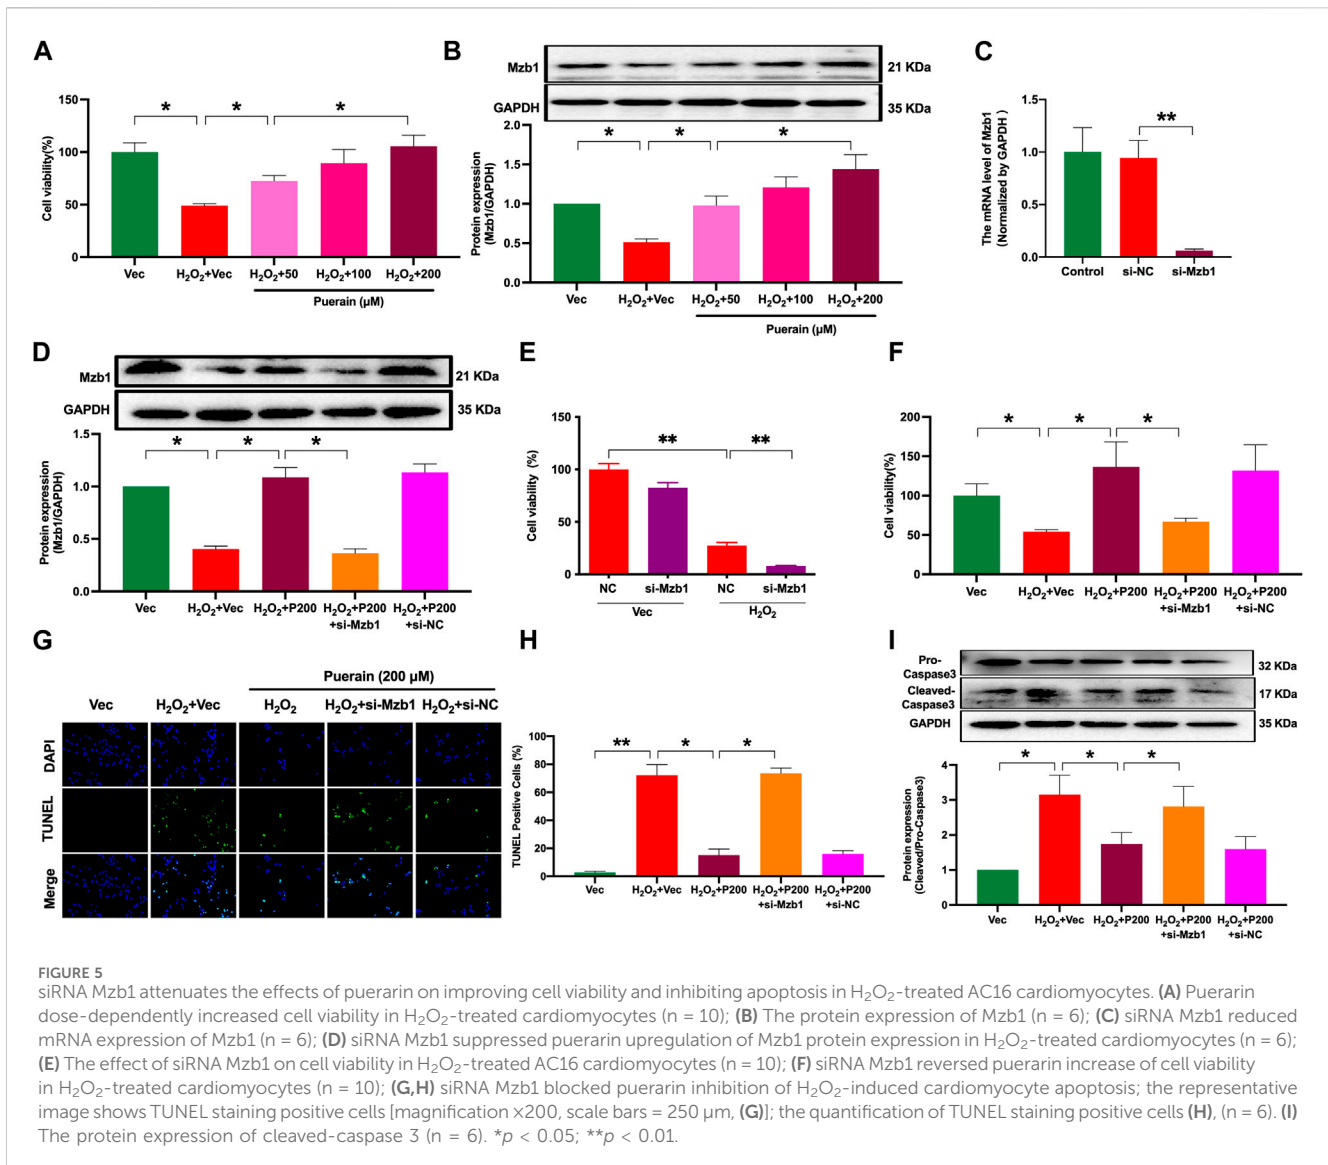 A
Cell viability(%)
150
100
50
0
* * *
Vec H₂O₂+Vec H₂O₂+50 H₂O₂+100 H₂O₂+200
Puerain (μM)
B
Mzb1 21 KDa
GAPDH 35 KDa
Protein expression
(Mzb1/GAPDH)
2.0
1.5
1.0
0.5
0.0
* * *
Vec H₂O₂+Vec H₂O₂+50 H₂O₂+100 H₂O₂+200
Puerain (μM)
C
The mRNA level of Mzb1
(Normalized by GAPDH )
1.5
1.0
0.5
0.0
**
Control si-NC si-Mzb1
D
Mzb1 21 KDa
GAPDH 35 KDa
Protein expression
(Mzb1/GAPDH)
1.5
1.0
0.5
0.0
* * *
Vec H₂O₂+Vec H₂O₂+P200 H₂O₂+P200 H₂O₂+P200
+si-Mzb1 +si-NC
E
Cell viability (%)
150
100
50
0
** **
NC si-Mzb1 NC si-Mzb1
Vec H₂O₂
F
Cell viability(%)
200
150
100
50
0
* * *
Vec H₂O₂+Vec H₂O₂+P200 H₂O₂+P200 H₂O₂+P200
+si-Mzb1 +si-NC
G
Puerain (200 μM)
Vec H₂O₂+Vec H₂O₂ H₂O₂+si-Mzb1 H₂O₂+si-NC
DAPI
TUNEL
Merge
H
TUNEL Positive Cells (%)
100
80
60
40
20
0
** * *
Vec H₂O₂+Vec H₂O₂+P200 H₂O₂+P200 H₂O₂+P200
+si-Mzb1 +si-NC
I
Pro-
Caspase3 32 KDa
Cleaved-
Caspase3 17 KDa
GAPDH 35 KDa
Protein expression
(Cleaved/Pro-Caspase3)
4
3
2
1
0
* * *
Vec H₂O₂+Vec H₂O₂+P200 H₂O₂+P200 H₂O₂+P200
+si-Mzb1 +si-NC
FIGURE 5
siRNA Mzb1 attenuates the effects of puerarin on improving cell viability and inhibiting apoptosis in H₂O₂-treated AC16 cardiomyocytes. (A) Puerarin
dose-dependently increased cell viability in H₂O₂-treated cardiomyocytes (n = 10); (B) The protein expression of Mzb1 (n = 6); (C) siRNA Mzb1 reduced
mRNA expression of Mzb1 (n = 6); (D) siRNA Mzb1 suppressed puerarin upregulation of Mzb1 protein expression in H₂O₂-treated cardiomyocytes (n = 6);
(E) The effect of siRNA Mzb1 on cell viability in H₂O₂-treated AC16 cardiomyocytes (n = 10); (F) siRNA Mzb1 reversed puerarin increase of cell viability
in H₂O₂-treated cardiomyocytes (n = 10); (G,H) siRNA Mzb1 blocked puerarin inhibition of H₂O₂-induced cardiomyocyte apoptosis; the representative
image shows TUNEL staining positive cells [magnification ×200, scale bars = 250 μm, (G)]; the quantification of TUNEL staining positive cells (H), (n = 6). (I)
The protein expression of cleaved-caspase 3 (n = 6). *p < 0.05; **p < 0.01.